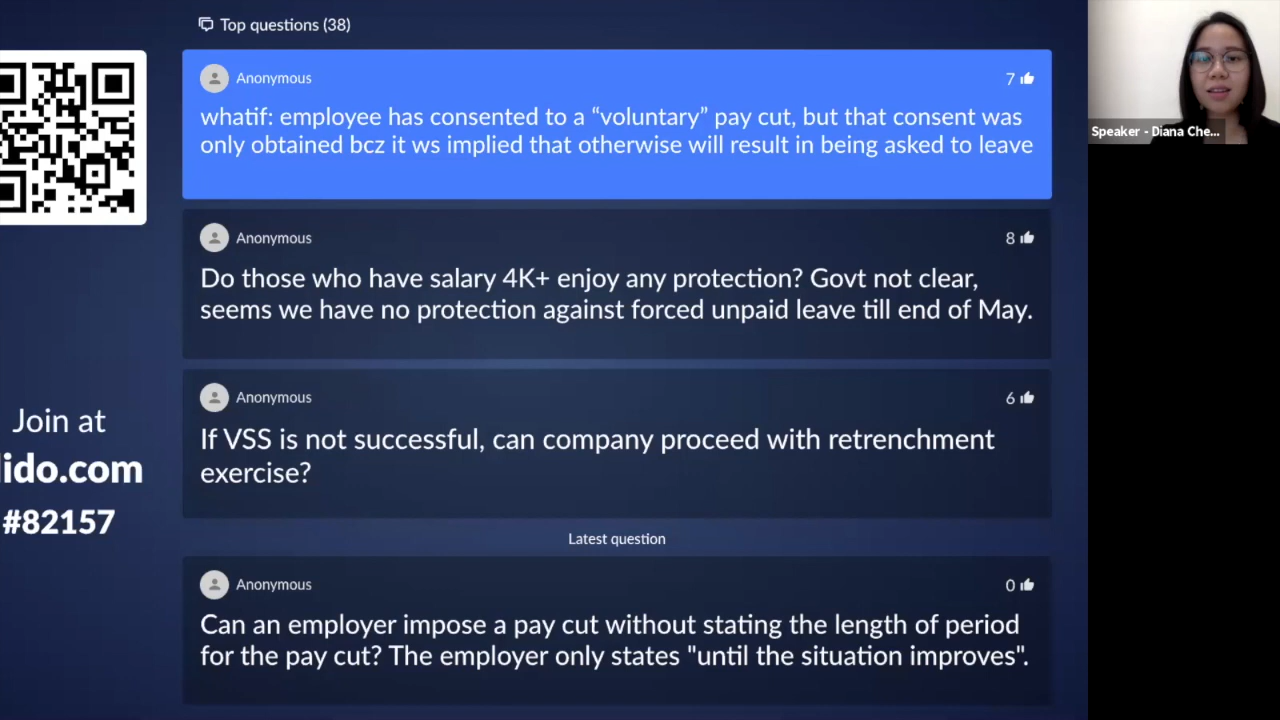 Top questions (38)
Anonymous
7
whatif: employee has consented to a “voluntary” pay cut, but that consent was
only obtained bcz it ws implied that otherwise will result in being asked to leave
Anonymous
8
Do those who have salary 4K+ enjoy any protection? Govt not clear,
seems we have no protection against forced unpaid leave till end of May.
Anonymous
6
If VSS is not successful, can company proceed with retrenchment
exercise?
Latest question
Anonymous
0
Can an employer impose a pay cut without stating the length of period
for the pay cut? The employer only states "until the situation improves".
Join at
lido.com
#82157
Speaker - Diana Che...